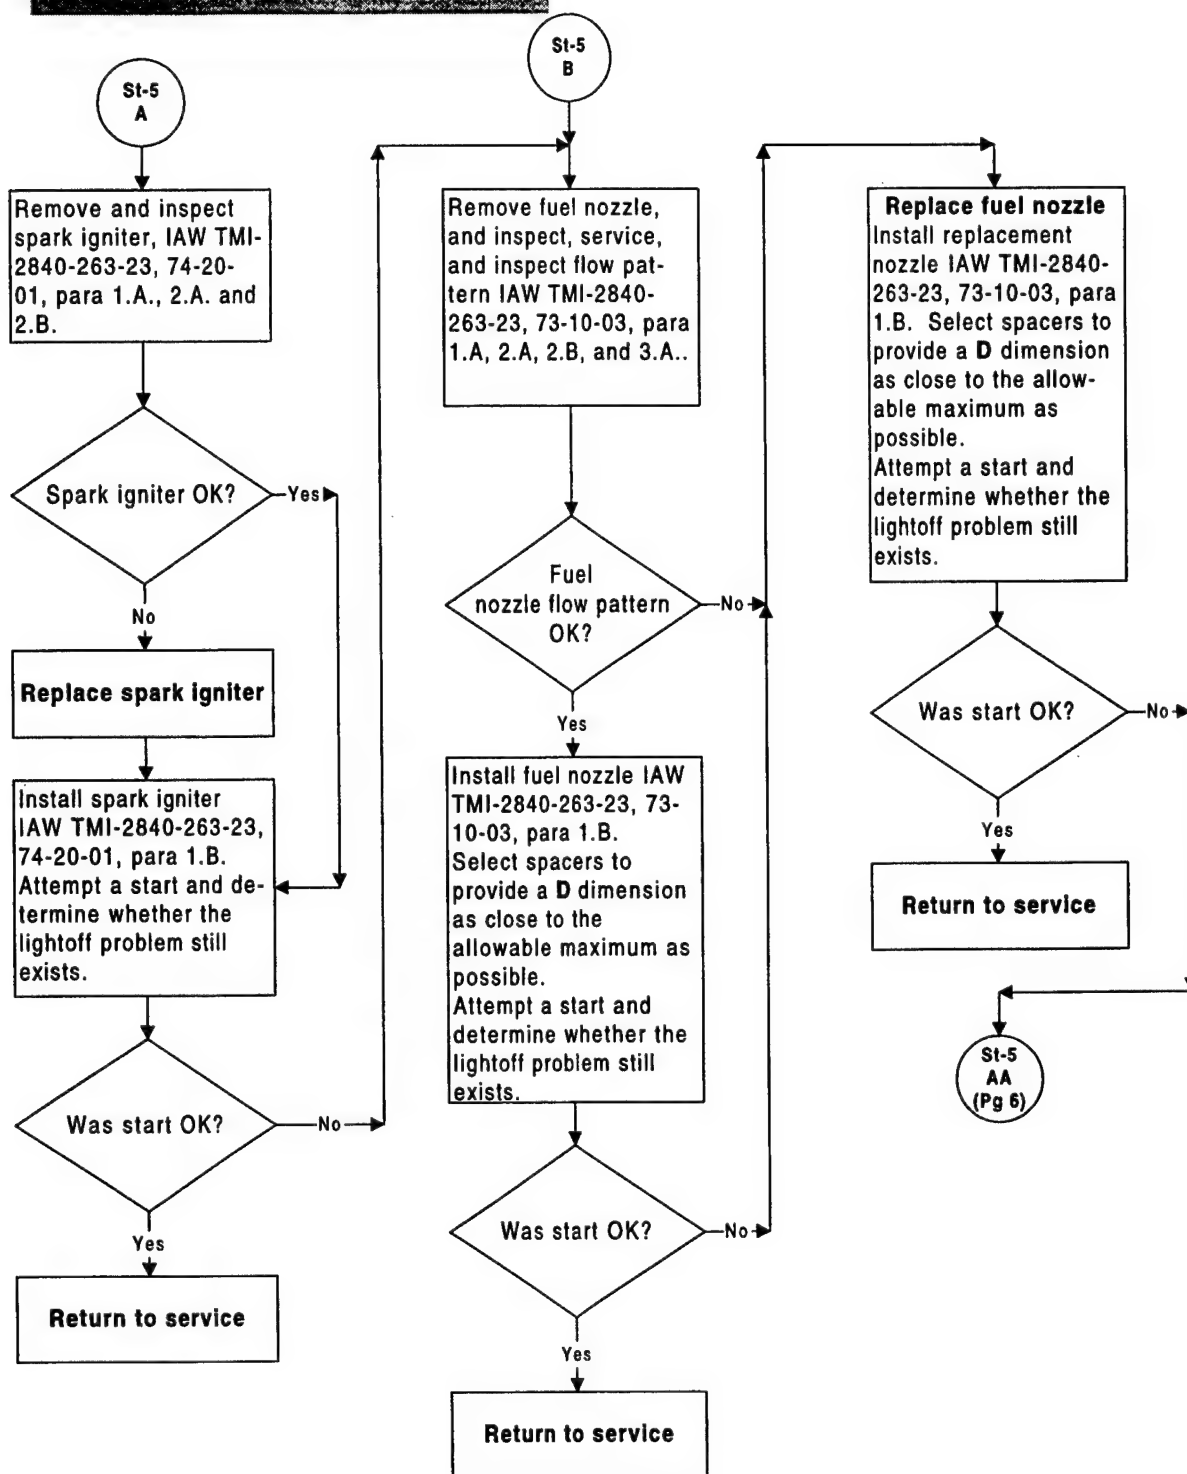 St-5
A
Remove and inspect
spark igniter, IAW TMI-
2840-263-23, 74-20-
01, para 1.A., 2.A. and
2.B.
Spark igniter OK?
Yes
No
Replace spark igniter
Install spark igniter
IAW TMI-2840-263-23,
74-20-01, para 1.B.
Attempt a start and de-
termine whether the
lightoff problem still
exists.
Was start OK?
No
Yes
Return to service
St-5
B
Remove fuel nozzle,
and inspect, service,
and inspect flow pat-
tern IAW TMI-2840-
263-23, 73-10-03, para
1.A, 2.A, 2.B, and 3.A..
Fuel
nozzle flow pattern
OK?
No
Yes
Install fuel nozzle IAW
TMI-2840-263-23, 73-
10-03, para 1.B.
Select spacers to
provide a D dimension
as close to the
allowable maximum as
possible.
Attempt a start and
determine whether the
lightoff problem still
exists.
Was start OK?
No
Yes
Return to service
Replace fuel nozzle
Install replacement
nozzle IAW TMI-2840-
263-23, 73-10-03, para
1.B. Select spacers to
provide a D dimension
as close to the allow-
able maximum as
possible.
Attempt a start and
determine whether the
lightoff problem still
exists.
Was start OK?
No
Yes
Return to service
St-5
AA
(Pg 6)